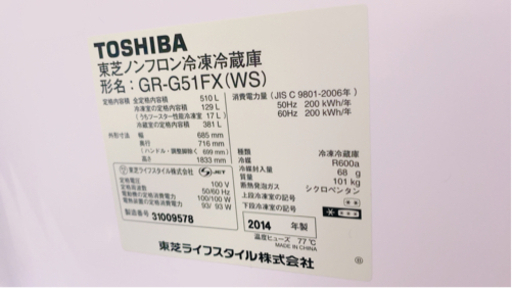 TOSHIBA
東芝ノンフロン冷凍冷蔵庫
形名：GR-G51FX(WS)
定格内容積 全定格内容積 510 L
冷凍室の定格内容積 129 L
(うちフースター性能冷凍室 17 L)
冷蔵室の定格内容積 381 L
外形寸法 幅 685 mm
奥行 716 mm
(ハンドル・調整脚除く 699 mm)
高さ 1833 mm
東芝ライフスタイル株式会社
定格電圧 100 V
定格周波数 50/60 Hz
電動機の定格消費電力 100/100 W
電熱装置の定格消費電力 93/ 93 W
製造番号 31009578
消費電力量 (JIS C 9801-2006年)
50Hz 200 kWh/年
60Hz 200 kWh/年
種類 冷凍冷蔵庫
冷媒 R600a
冷媒封入量 68 g
質量 101 kg
断熱発泡ガス シクロペンタン
上段冷凍室の記号
下段冷凍室の記号
2014 年製
温度ヒューズ 77℃
MADE IN CHINA
東芝ライフスタイル株式会社